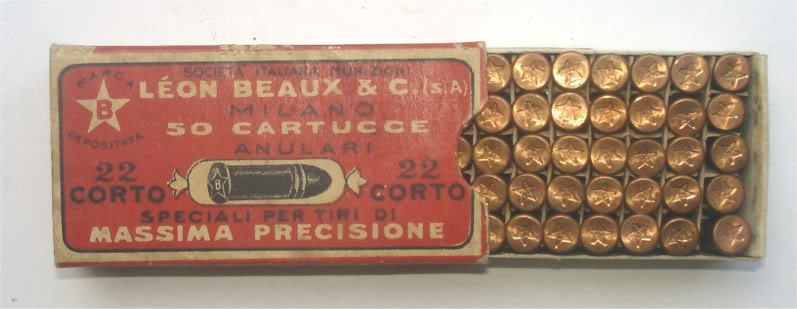 MARCA
B
DEPOSITATA
SOCIETÀ ITALIANA MUNIZIONI
LÉON BEAUX & C. (S.A)
MILANO
50 CARTUCCE
ANULARI
22 CORTO
B
22 CORTO
SPECIALI PER TIRI DI
MASSIMA PRECISIONE